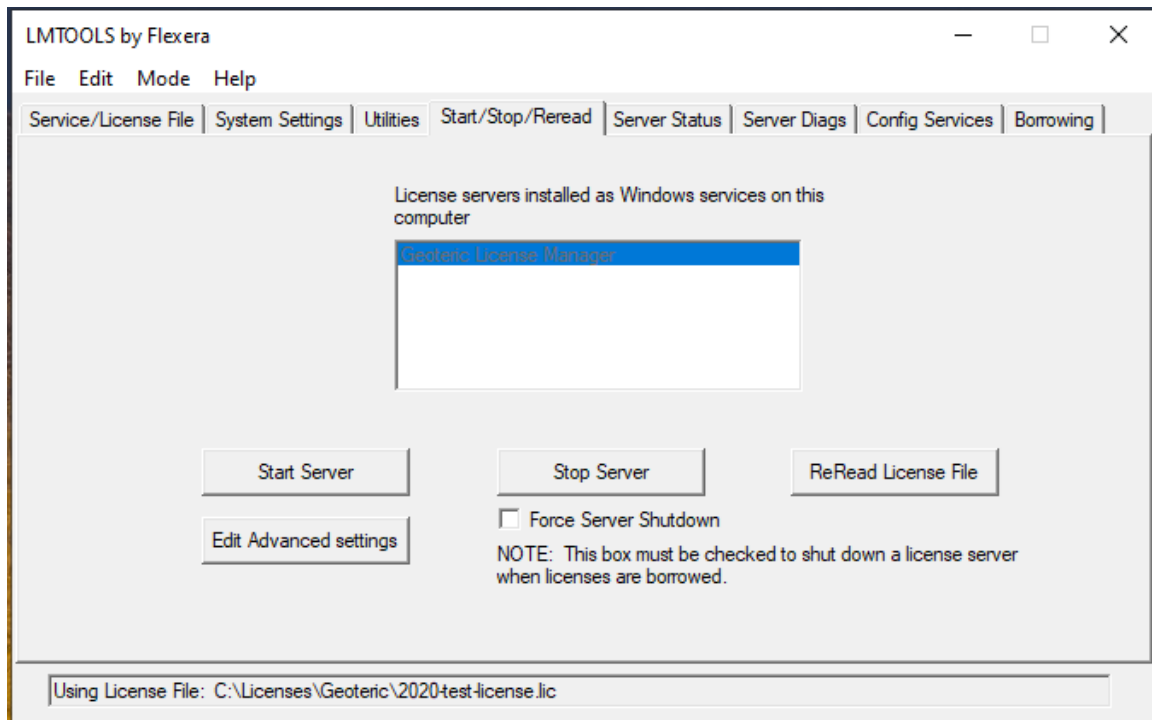 LMTOOLS by Flexera
File Edit Mode Help
Service/License File System Settings Utilities Start/Stop/Reread Server Status Server Diags Config Services Borrowing
License servers installed as Windows services on this
computer
Geoteric License Manager
Start Server Stop Server ReRead License File
Force Server Shutdown
Edit Advanced settings
NOTE: This box must be checked to shut down a license server
when licenses are borrowed.
Using License File: C:\Licenses\Geoteric\2020-test-license.lic